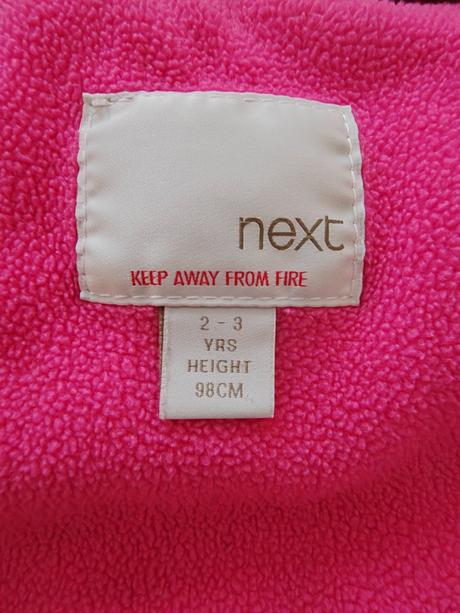 next
KEEP AWAY FROM FIRE
2 - 3
YRS
HEIGHT
98CM